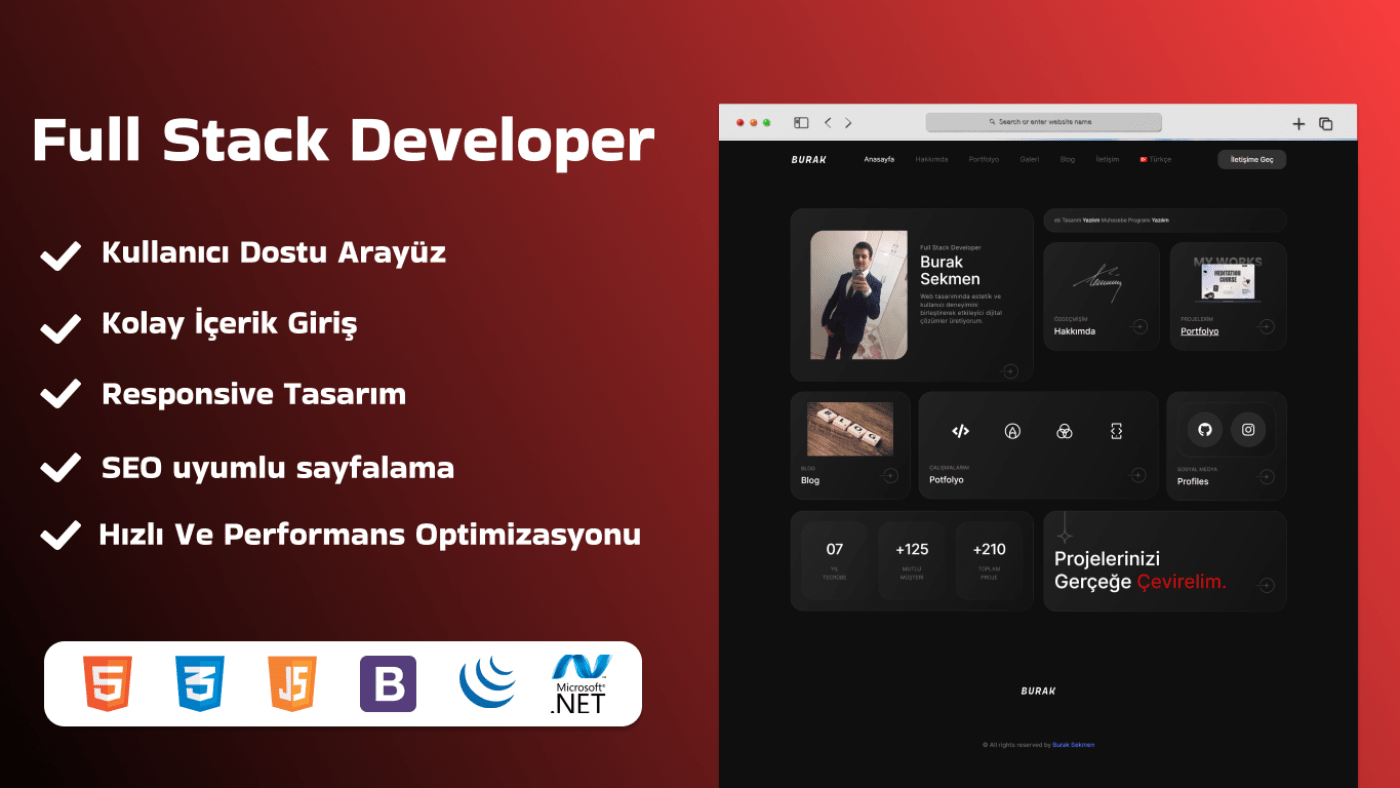 Full Stack Developer
Kullanıcı Dostu Arayüz
Kolay İçerik Giriş
Responsive Tasarım
SEO uyumlu sayfalama
Hızlı Ve Performans Optimizasyonu
5
3
JS
B
Microsoft®
.NET
Search or enter website name
BURAK
Anasayfa Hakkımda Portfolyo Galeri Blog İletişim Türkçe
İletişime Geç
Full Stack Developer
Burak
Sekmen
Web tasarımında estetik ve
kullanıcı deneyimini
birleştirerek etkileyici dijital
çözümler üretiyorum.
Tasarım Yazılım Muhasebe Programı Yazılım
ÖZGEÇMİŞİM
Hakkımda
MY WORKS
MENTATION
COURSE
PROJELERİM
Portfolyo
BLOG
BLOG
Blog
ÇALIŞMALARIM
Potfolyo
SOSYAL MEDYA
Profiles
07
YIL
TECRÜBE
+125
MUTLU
MÜŞTERİ
+210
TOPLAM
PROJE
Projelerinizi
Gerçeğe Çevirelim.
BURAK
© All rights reserved by Burak Sekmen